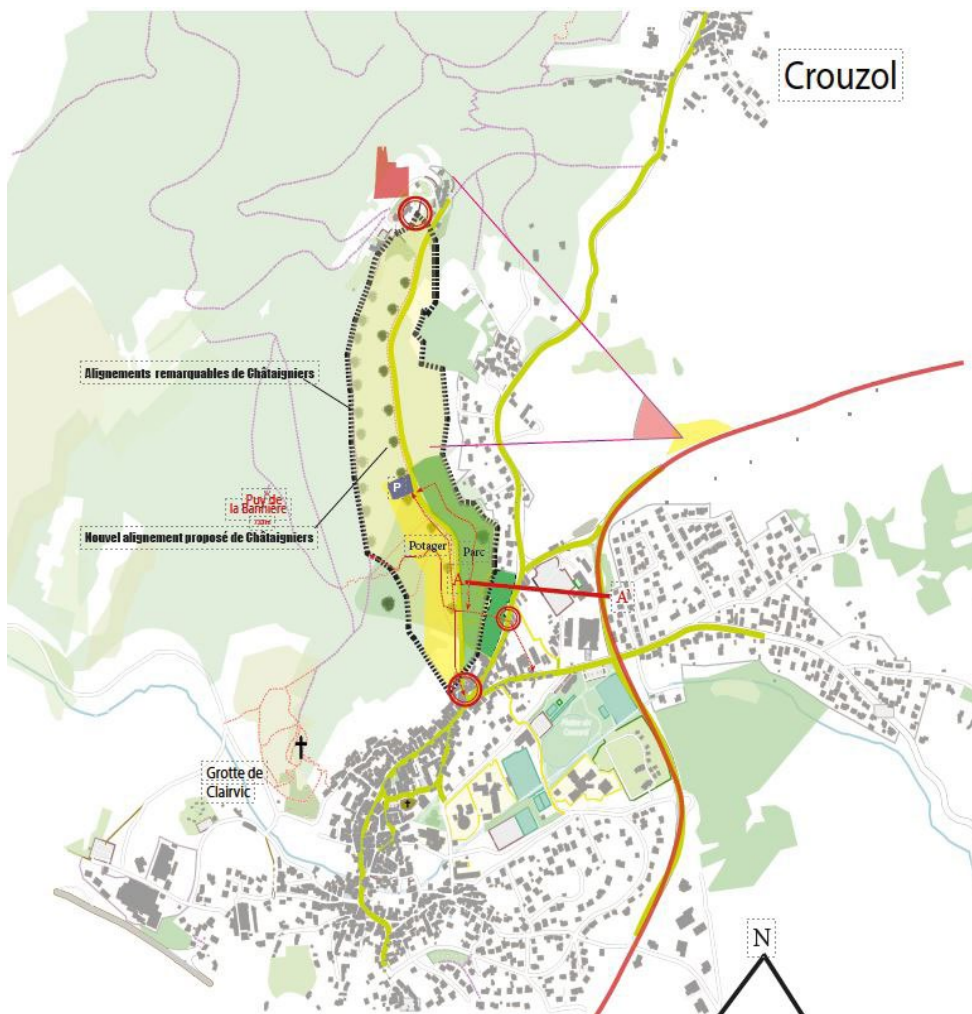 Crouzol
Alignements remarquables de Châtaigniers
P
Puy de
la Bannière
Nouvel alignement proposé de Châtaigniers
Potager
Parc
A
A
Grotte de
Clairvic
N